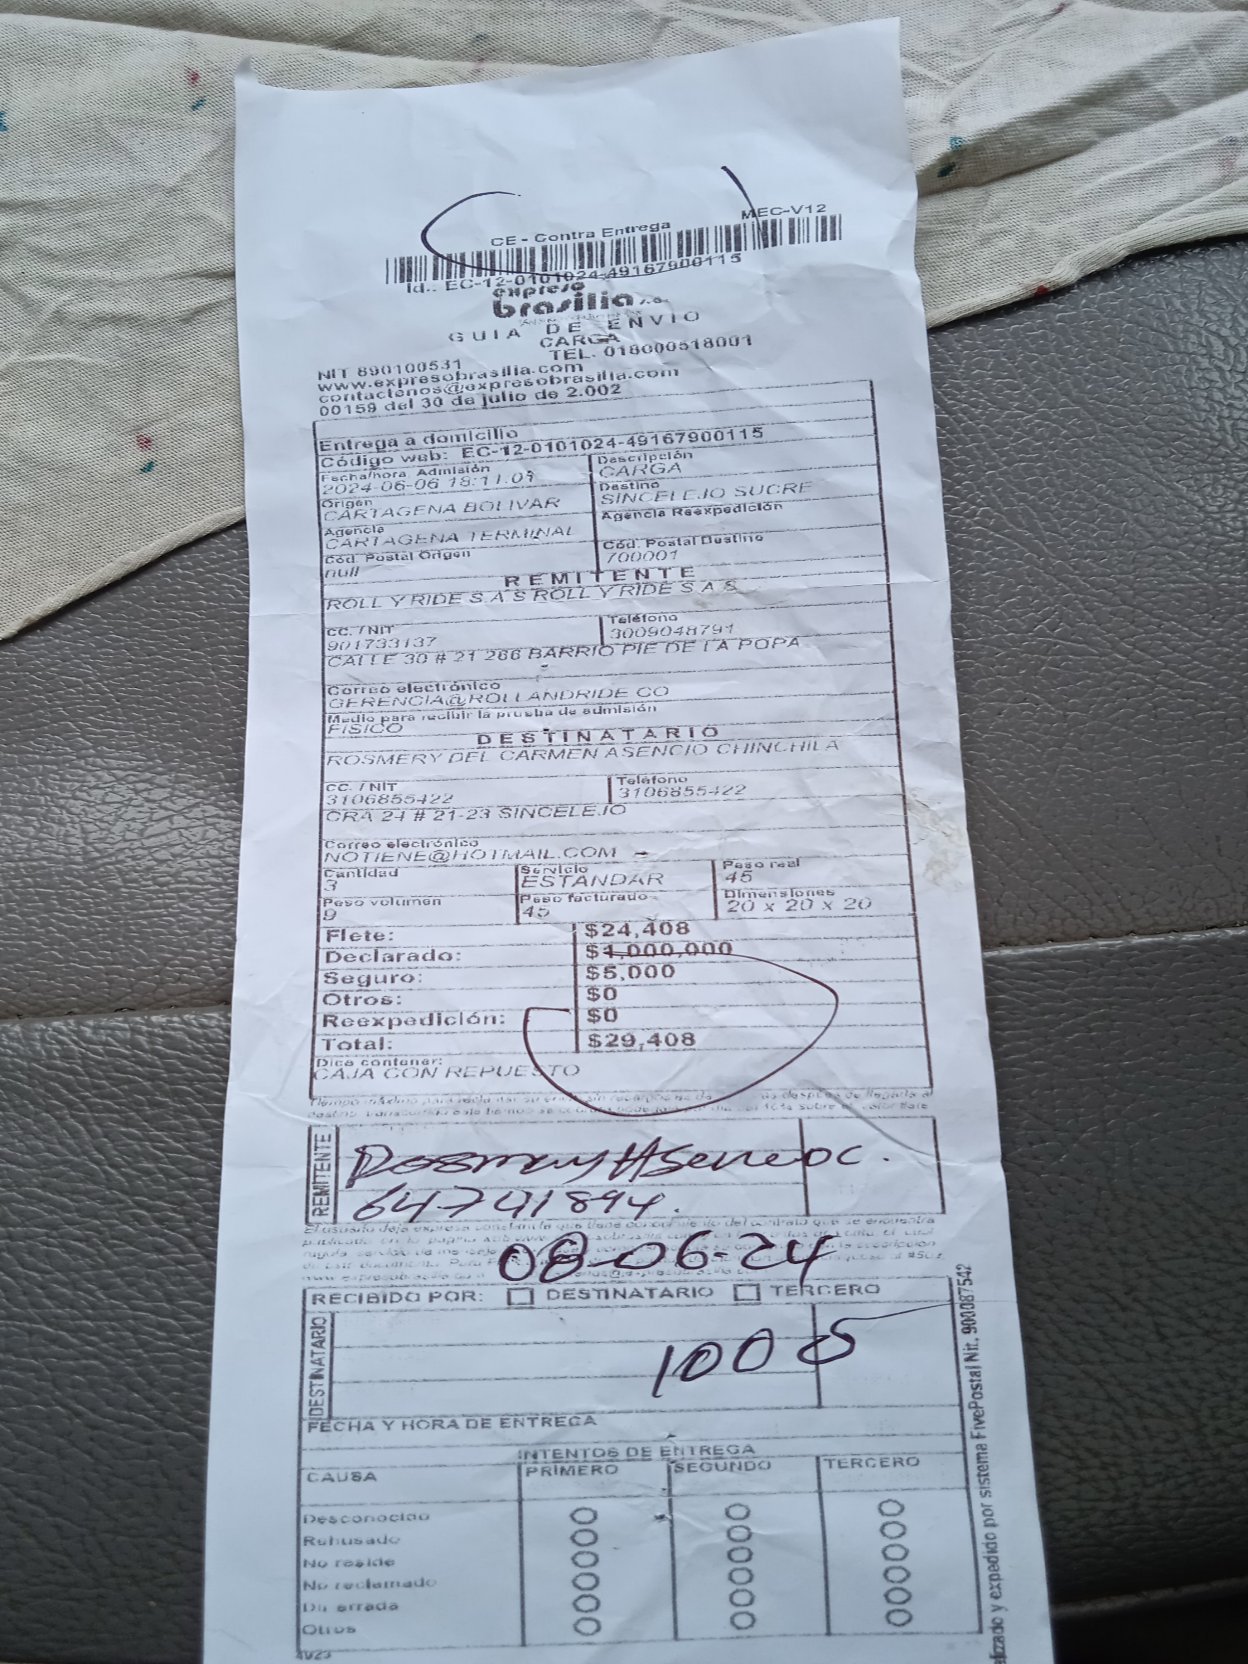 CE - Contra Entrega
MEC-V12
Id.: EC-12-0101024-49167900115
expreso
brasilia s.a.
GUIA DE ENVIO
CARGA
TEL. 018000518001
NIT 890100531
www.expresobrasilia.com
contactenos@expresobrasilia.com
00159 del 30 de julio de 2.002
Entrega a domicilio
Código web: EC-12-0101024-49167900115
Fecha/hora Admisión
2024-06-06 18:11:01
Descripción
CARGA
Origen
CARTAGENA BOLIVAR
Destino
SINCELEJO SUCRE
Agencia
CARTAGENA TERMINAL
Agencia Reexpedición
Cód. Postal Origen
null
Cód. Postal Destino
700001
REMITENTE
ROLL Y RIDE S A S ROLL Y RIDE S A S
CC. / NIT
901733137
Teléfono
3009048791
CALLE 30 # 21 266 BARRIO PIE DE LA POPA
Correo electrónico
GERENCIA@ROLLANDRIDE CO
Medio para recibir la prueba de admisión
FISICO
DESTINATARIO
ROSMERY DEL CARMEN ASENCIO CHINCHILA
CC. / NIT
3106855422
Teléfono
3106855422
CRA 24 # 21-23 SINCELEJO
Correo electrónico
NOTIENE@HOTMAIL.COM
Cantidad
3
Servicio
ESTANDAR
Peso real
45
Peso volumen
9
Peso facturado
45
Dimensiones
20 x 20 x 20
Flete: $24,408
Declarado: $1,000,000
Seguro: $5,000
Otros: $0
Reexpedición: $0
Total: $29,408
Dice contener:
CAJA CON REPUESTO
REMITENTE
64741894.
08-06-24
RECIBIDO POR: DESTINATARIO TERCERO
DESTINATARIO
1005
FECHA Y HORA DE ENTREGA
INTENTOS DE ENTREGA
CAUSA PRIMERO SEGUNDO TERCERO
Desconocido
Rehusado
No reside
No reclamado
Dir errada
Otros
4V23
y expedido por sistema FivePostal Nit. 900087542